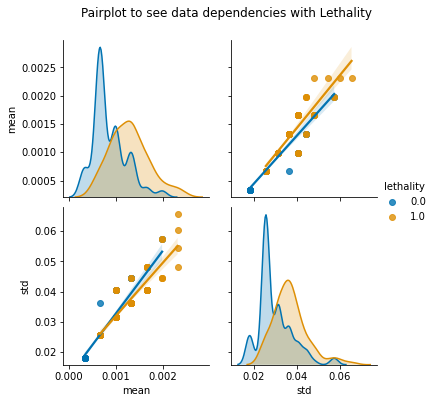 Pairplot to see data dependencies with Lethality
0.0025
0.0020
0.0015
0.0010
0.0005
mean
lethality
0.0
1.0
0.06
0.05
0.04
0.03
0.02
std
0.000 0.001 0.002
mean
0.02 0.04 0.06
std